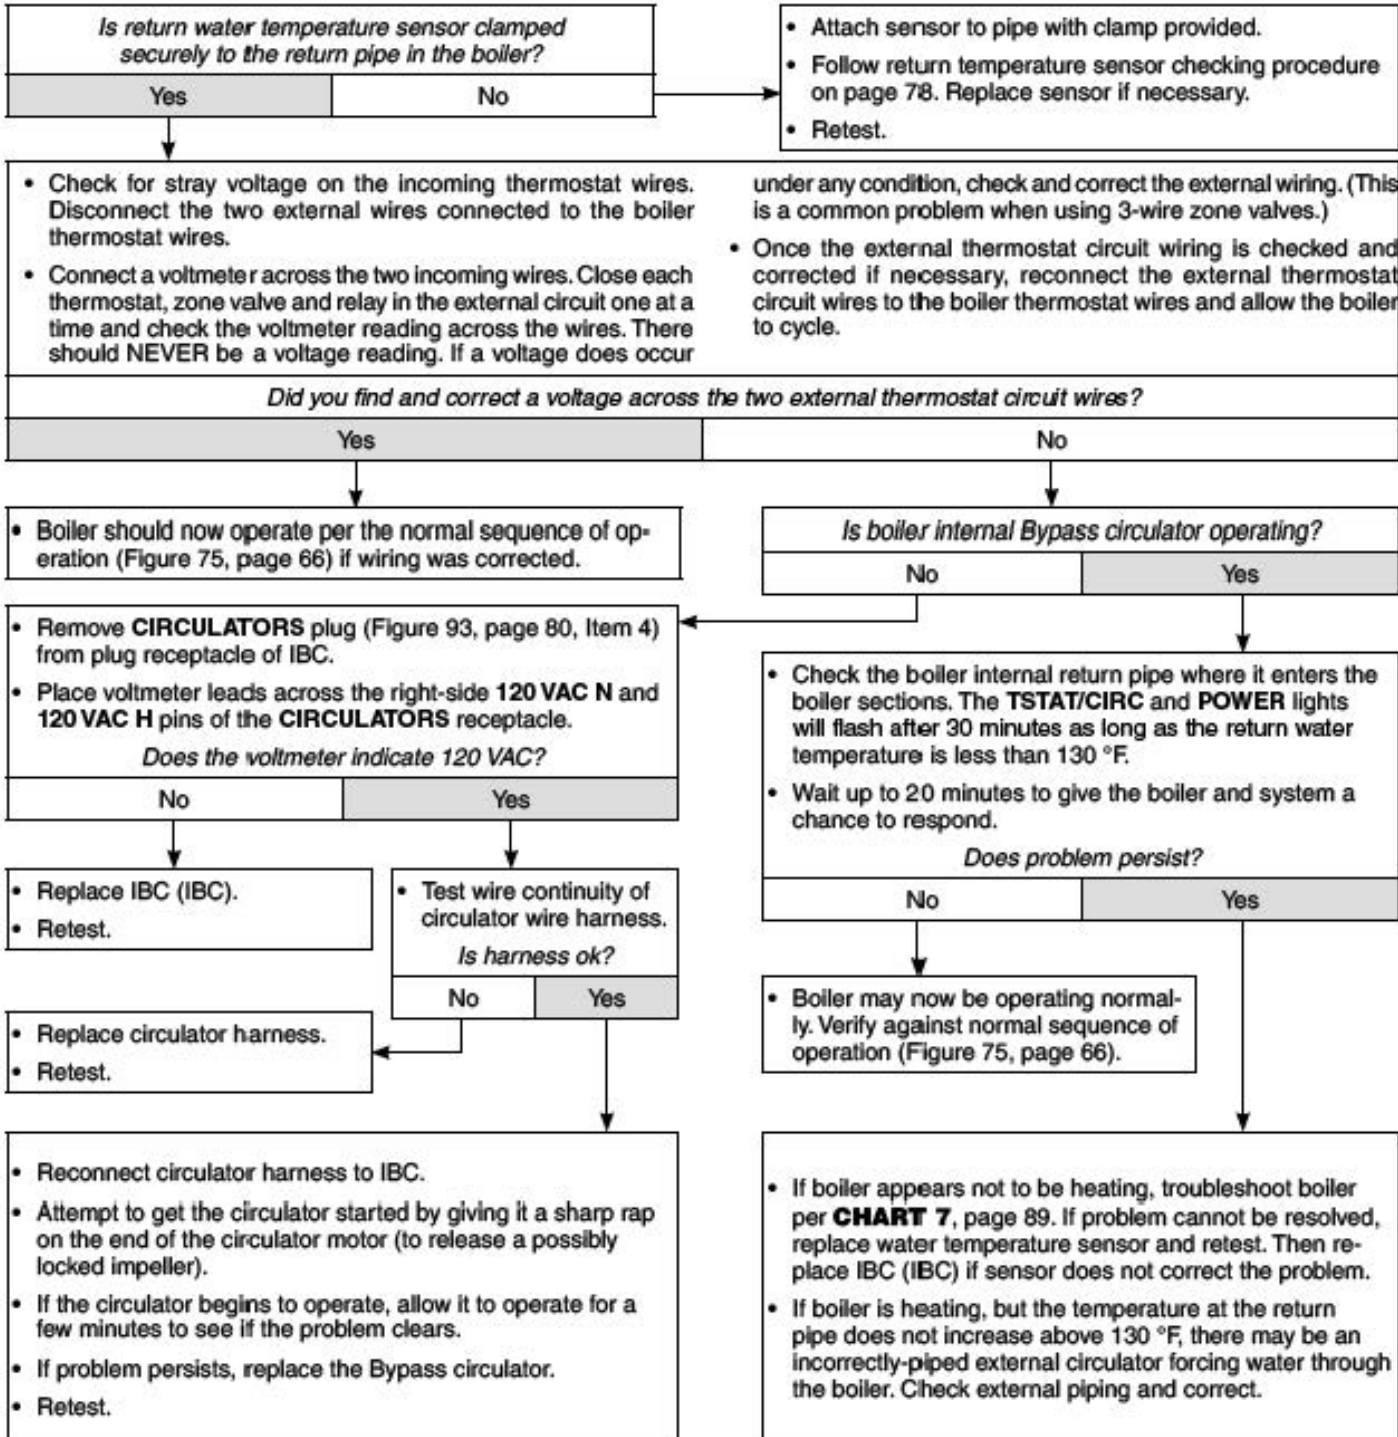 Is return water temperature sensor clamped
securely to the return pipe in the boiler?
Yes
No
• Attach sensor to pipe with clamp provided.
• Follow return temperature sensor checking procedure
on page 78. Replace sensor if necessary.
• Retest.
• Check for stray voltage on the incoming thermostat wires.
Disconnect the two external wires connected to the boiler
thermostat wires.
• Connect a voltmeter across the two incoming wires. Close each
thermostat, zone valve and relay in the external circuit one at a
time and check the voltmeter reading across the wires. There
should NEVER be a voltage reading. If a voltage does occur
under any condition, check and correct the external wiring. (This
is a common problem when using 3-wire zone valves.)
• Once the external thermostat circuit wiring is checked and
corrected if necessary, reconnect the external thermostat
circuit wires to the boiler thermostat wires and allow the boiler
to cycle.
Did you find and correct a voltage across the two external thermostat circuit wires?
Yes
No
• Boiler should now operate per the normal sequence of op-
eration (Figure 75, page 66) if wiring was corrected.
Is boiler internal Bypass circulator operating?
No
Yes
• Remove CIRCULATORS plug (Figure 93, page 80, Item 4)
from plug receptacle of IBC.
• Place voltmeter leads across the right-side 120 VAC N and
120 VAC H pins of the CIRCULATORS receptacle.
Does the voltmeter indicate 120 VAC?
No
Yes
• Check the boiler internal return pipe where it enters the
boiler sections. The TSTAT/CIRC and POWER lights
will flash after 30 minutes as long as the return water
temperature is less than 130 °F.
• Wait up to 20 minutes to give the boiler and system a
chance to respond.
Does problem persist?
No
Yes
• Replace IBC (IBC).
• Retest.
• Test wire continuity of
circulator wire harness.
Is harness ok?
No
Yes
• Replace circulator harness.
• Retest.
• Boiler may now be operating normal-
ly. Verify against normal sequence of
operation (Figure 75, page 66).
• Reconnect circulator harness to IBC.
• Attempt to get the circulator started by giving it a sharp rap
on the end of the circulator motor (to release a possibly
locked impeller).
• If the circulator begins to operate, allow it to operate for a
few minutes to see if the problem clears.
• If problem persists, replace the Bypass circulator.
• Retest.
• If boiler appears not to be heating, troubleshoot boiler
per CHART 7, page 89. If problem cannot be resolved,
replace water temperature sensor and retest. Then re-
place IBC (IBC) if sensor does not correct the problem.
• If boiler is heating, but the temperature at the return
pipe does not increase above 130 °F, there may be an
incorrectly-piped external circulator forcing water through
the boiler. Check external piping and correct.